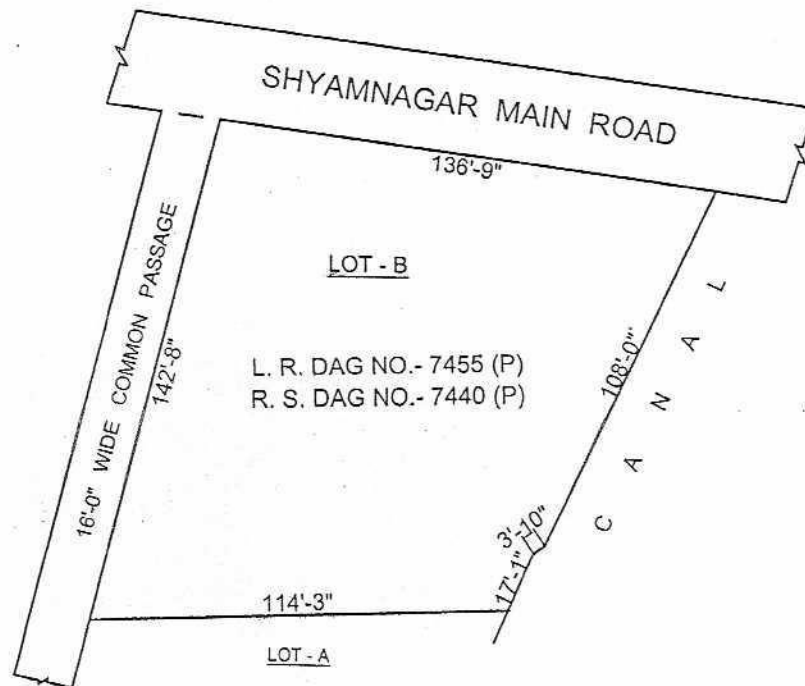 SHYAMNAGAR MAIN ROAD
136'-9"
LOT - B
16'-0" WIDE COMMON PASSAGE
142'-8"
L. R. DAG NO.- 7455 (P)
R. S. DAG NO.- 7440 (P)
108'-0"
CANAL
3'-10"
17'-1"
114'-3"
LOT - A